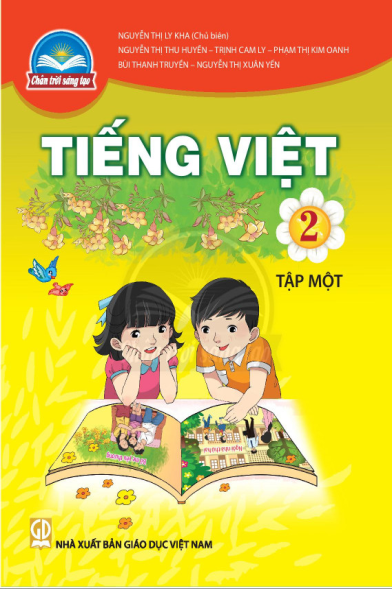 NGUYỄN THỊ LY KHA (Chủ biên)
NGUYỄN THỊ THU HUYỀN – TRỊNH CAM LY – PHẠM THỊ KIM OANH
BÙI THANH TRUYỀN – NGUYỄN THỊ XUÂN YẾN
Chân trời sáng tạo
TIẾNG VIỆT
2
TẬP MỘT
GD
NHÀ XUẤT BẢN GIÁO DỤC VIỆT NAM